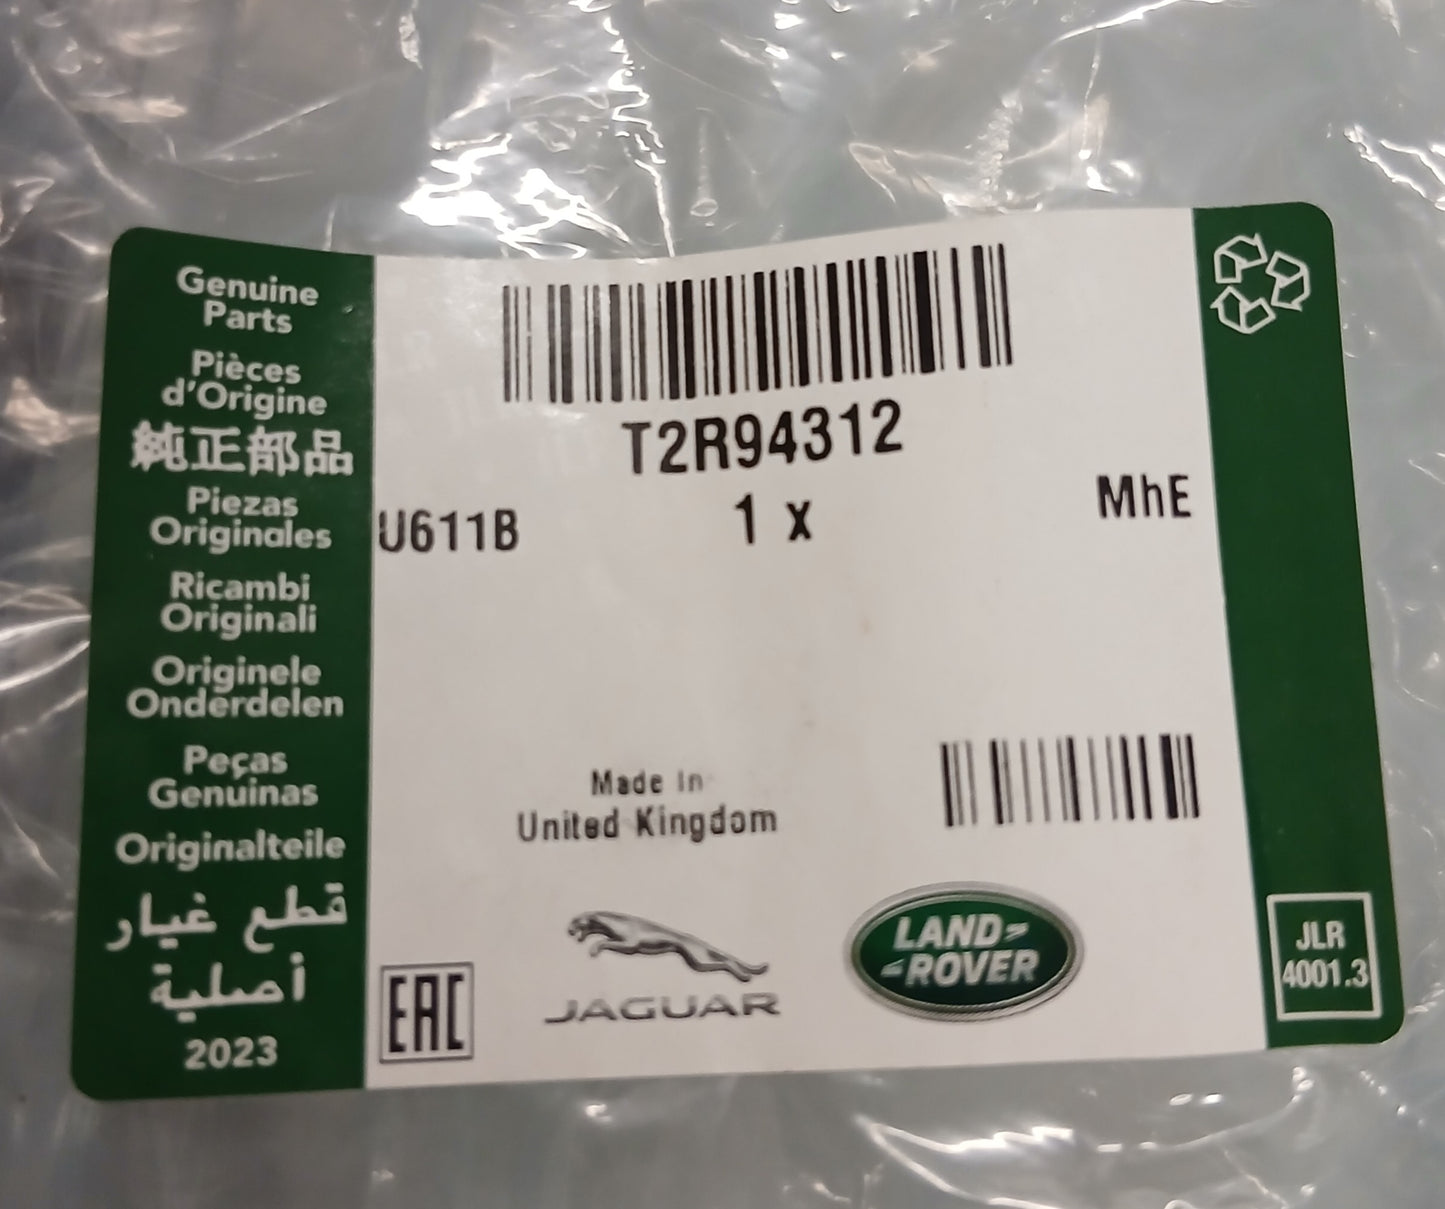 Genuine
Parts
Pièces
d'Origine
純正部品
Piezas
Originales
Ricambi
Originali
Originele
Onderdelen
Peças
Genuinas
Originalteile
قطع غيار
أصلية
2023
T2R94312
U611B 1 x MhE
Made In
United Kingdom
EAC
JAGUAR
LAND
ROVER
JLR
4001.3